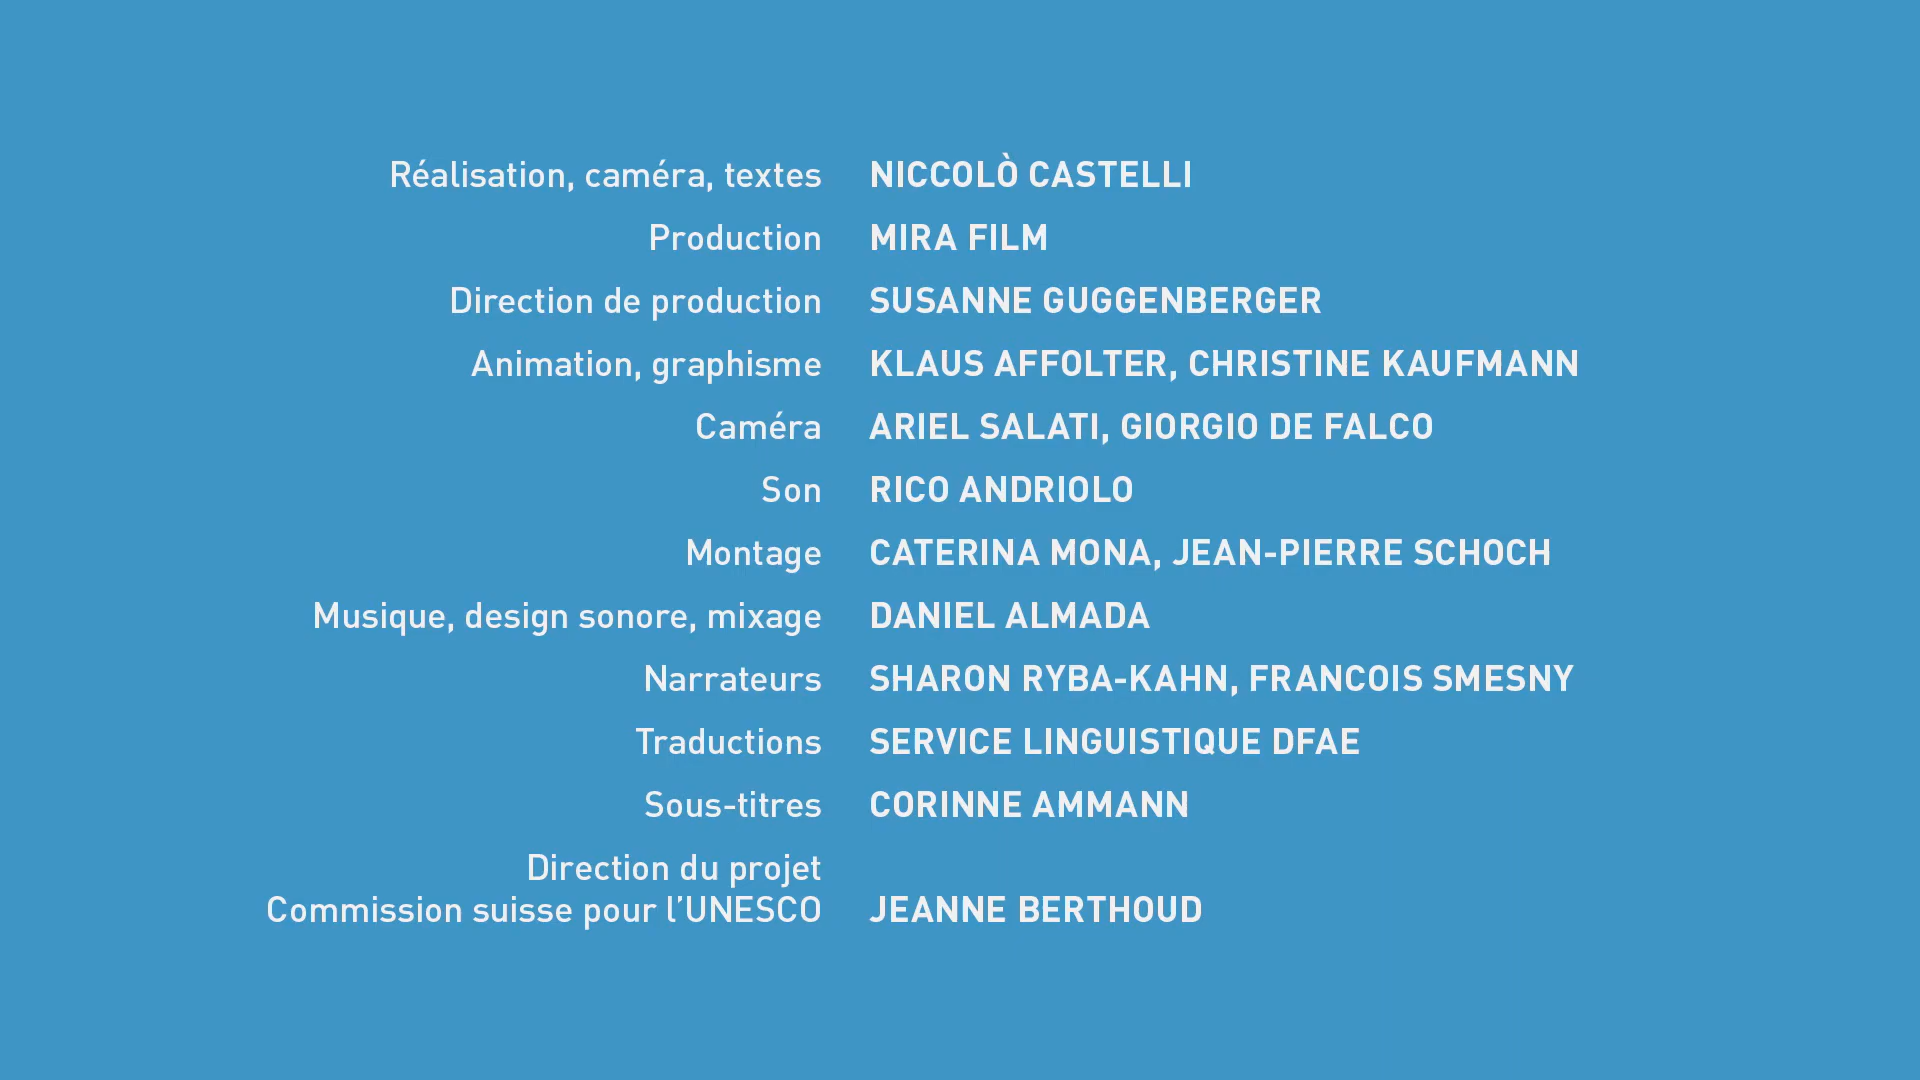 Réalisation, caméra, textes NICCOLÒ CASTELLI
Production MIRA FILM
Direction de production SUSANNE GUGGENBERGER
Animation, graphisme KLAUS AFFOLTER, CHRISTINE KAUFMANN
Caméra ARIEL SALATI, GIORGIO DE FALCO
Son RICO ANDRIOLO
Montage CATERINA MONA, JEAN-PIERRE SCHOCH
Musique, design sonore, mixage DANIEL ALMADA
Narrateurs SHARON RYBA-KAHN, FRANCOIS SMESNY
Traductions SERVICE LINGUISTIQUE DFAE
Sous-titres CORINNE AMMANN
Direction du projet
Commission suisse pour l’UNESCO JEANNE BERTHOUD